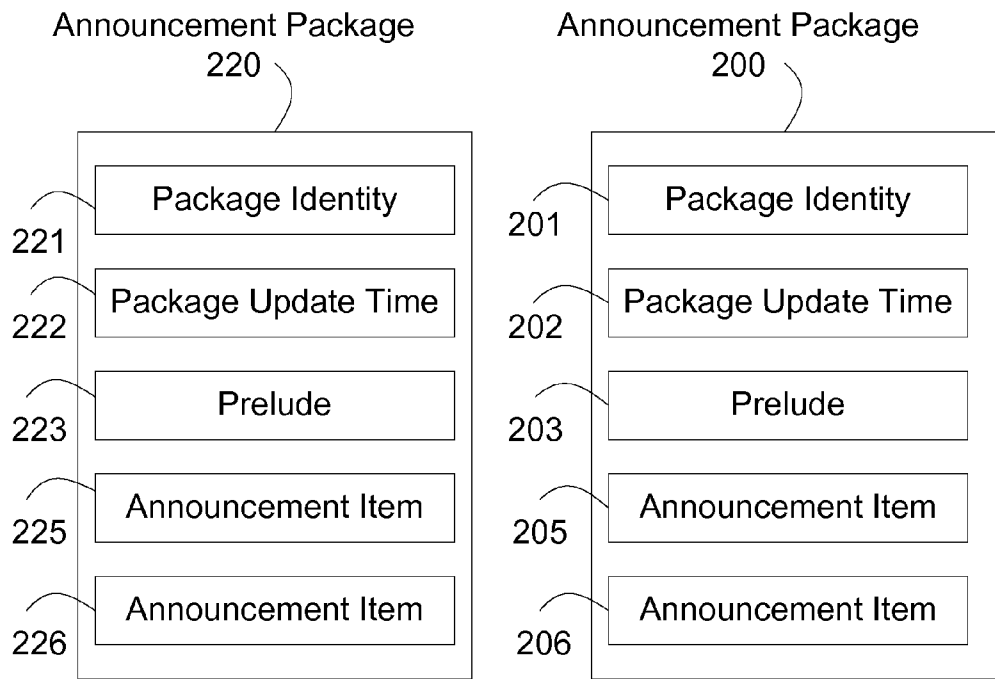 Announcement Package
220
Package Identity
221
Package Update Time
222
Prelude
223
Announcement Item
225
Announcement Item
226
Announcement Package
200
Package Identity
201
Package Update Time
202
Prelude
203
Announcement Item
205
Announcement Item
206